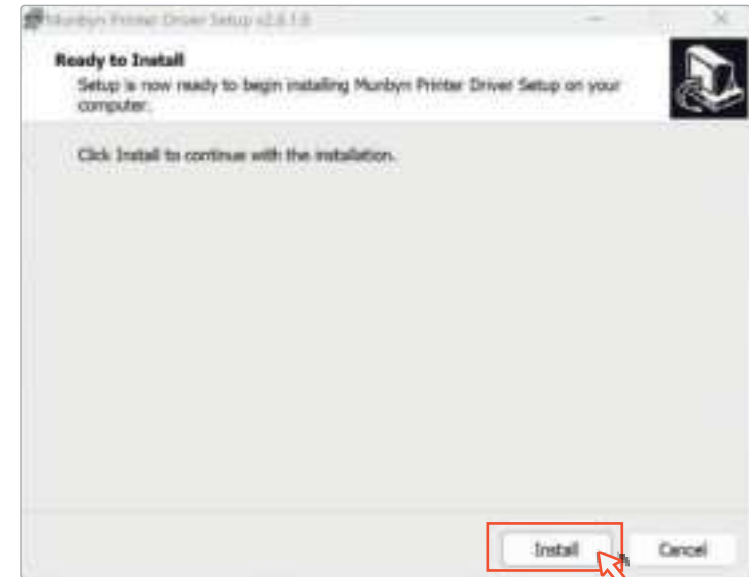 Munbyn Printer Driver Setup v2.6.1.0
Ready to Install
Setup is now ready to begin installing Munbyn Printer Driver Setup on your
computer.
Click Install to continue with the installation.
Install
Cancel